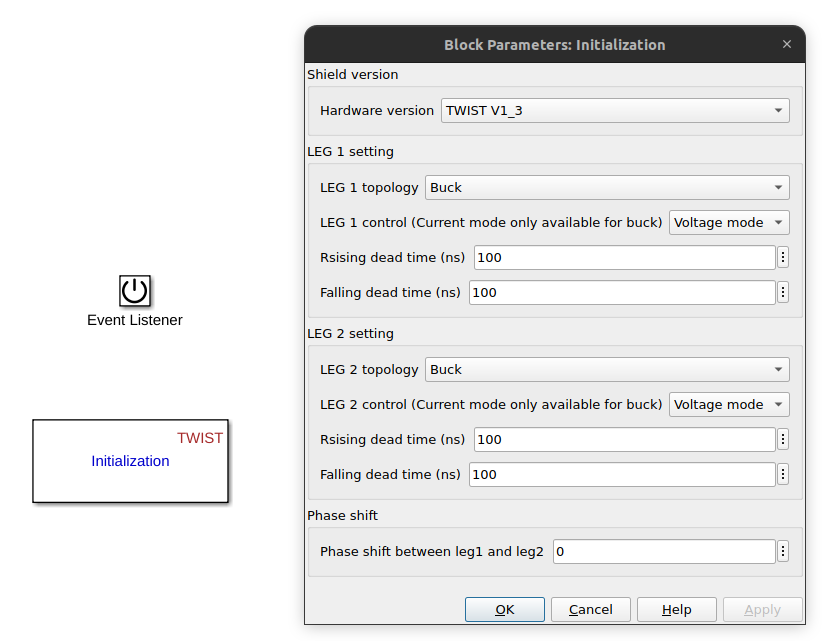 Block Parameters: Initialization
Shield version
Hardware version TWIST V1_3
LEG 1 setting
LEG 1 topology Buck
LEG 1 control (Current mode only available for buck) Voltage mode
Rsising dead time (ns) 100
Falling dead time (ns) 100
Event Listener
LEG 2 setting
LEG 2 topology Buck
LEG 2 control (Current mode only available for buck) Voltage mode
Rsising dead time (ns) 100
Falling dead time (ns) 100
TWIST
Initialization
Phase shift
Phase shift between leg1 and leg2 0
OK Cancel Help Apply